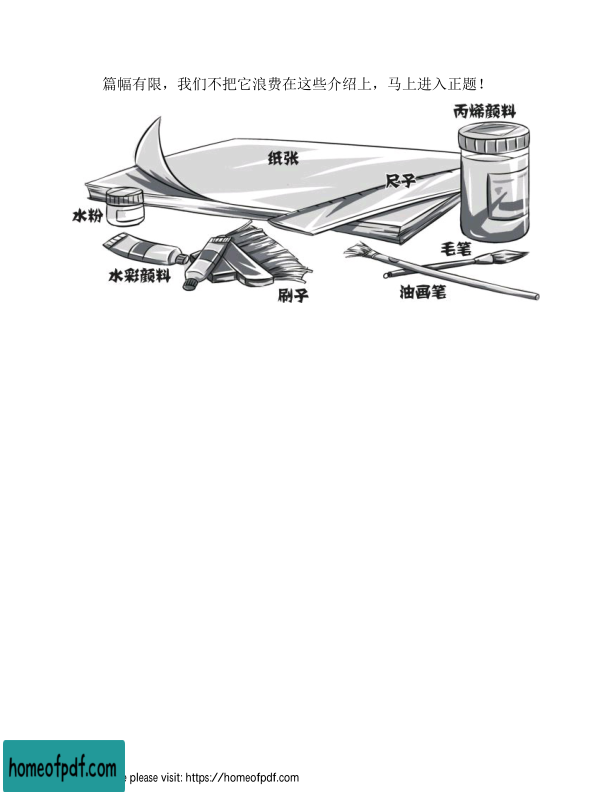 篇幅有限，我们不把它浪费在这些介绍上，马上进入正题！
丙烯颜料
纸张
尺子
水粉
毛笔
水彩颜料
刷子
油画笔
homeofpdf.com
e please visit: https://homeofpdf.com